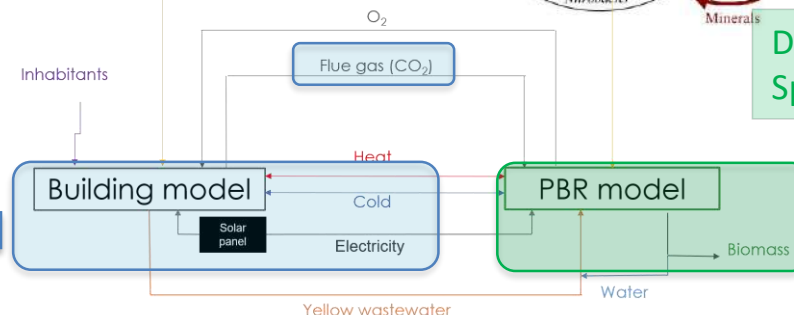 Minerals
O₂
D
Sp
Flue gas (CO₂)
Inhabitants
Heat
Building model
PBR model
Cold
Solar
panel
Electricity
Biomass
Water
Yellow wastewater